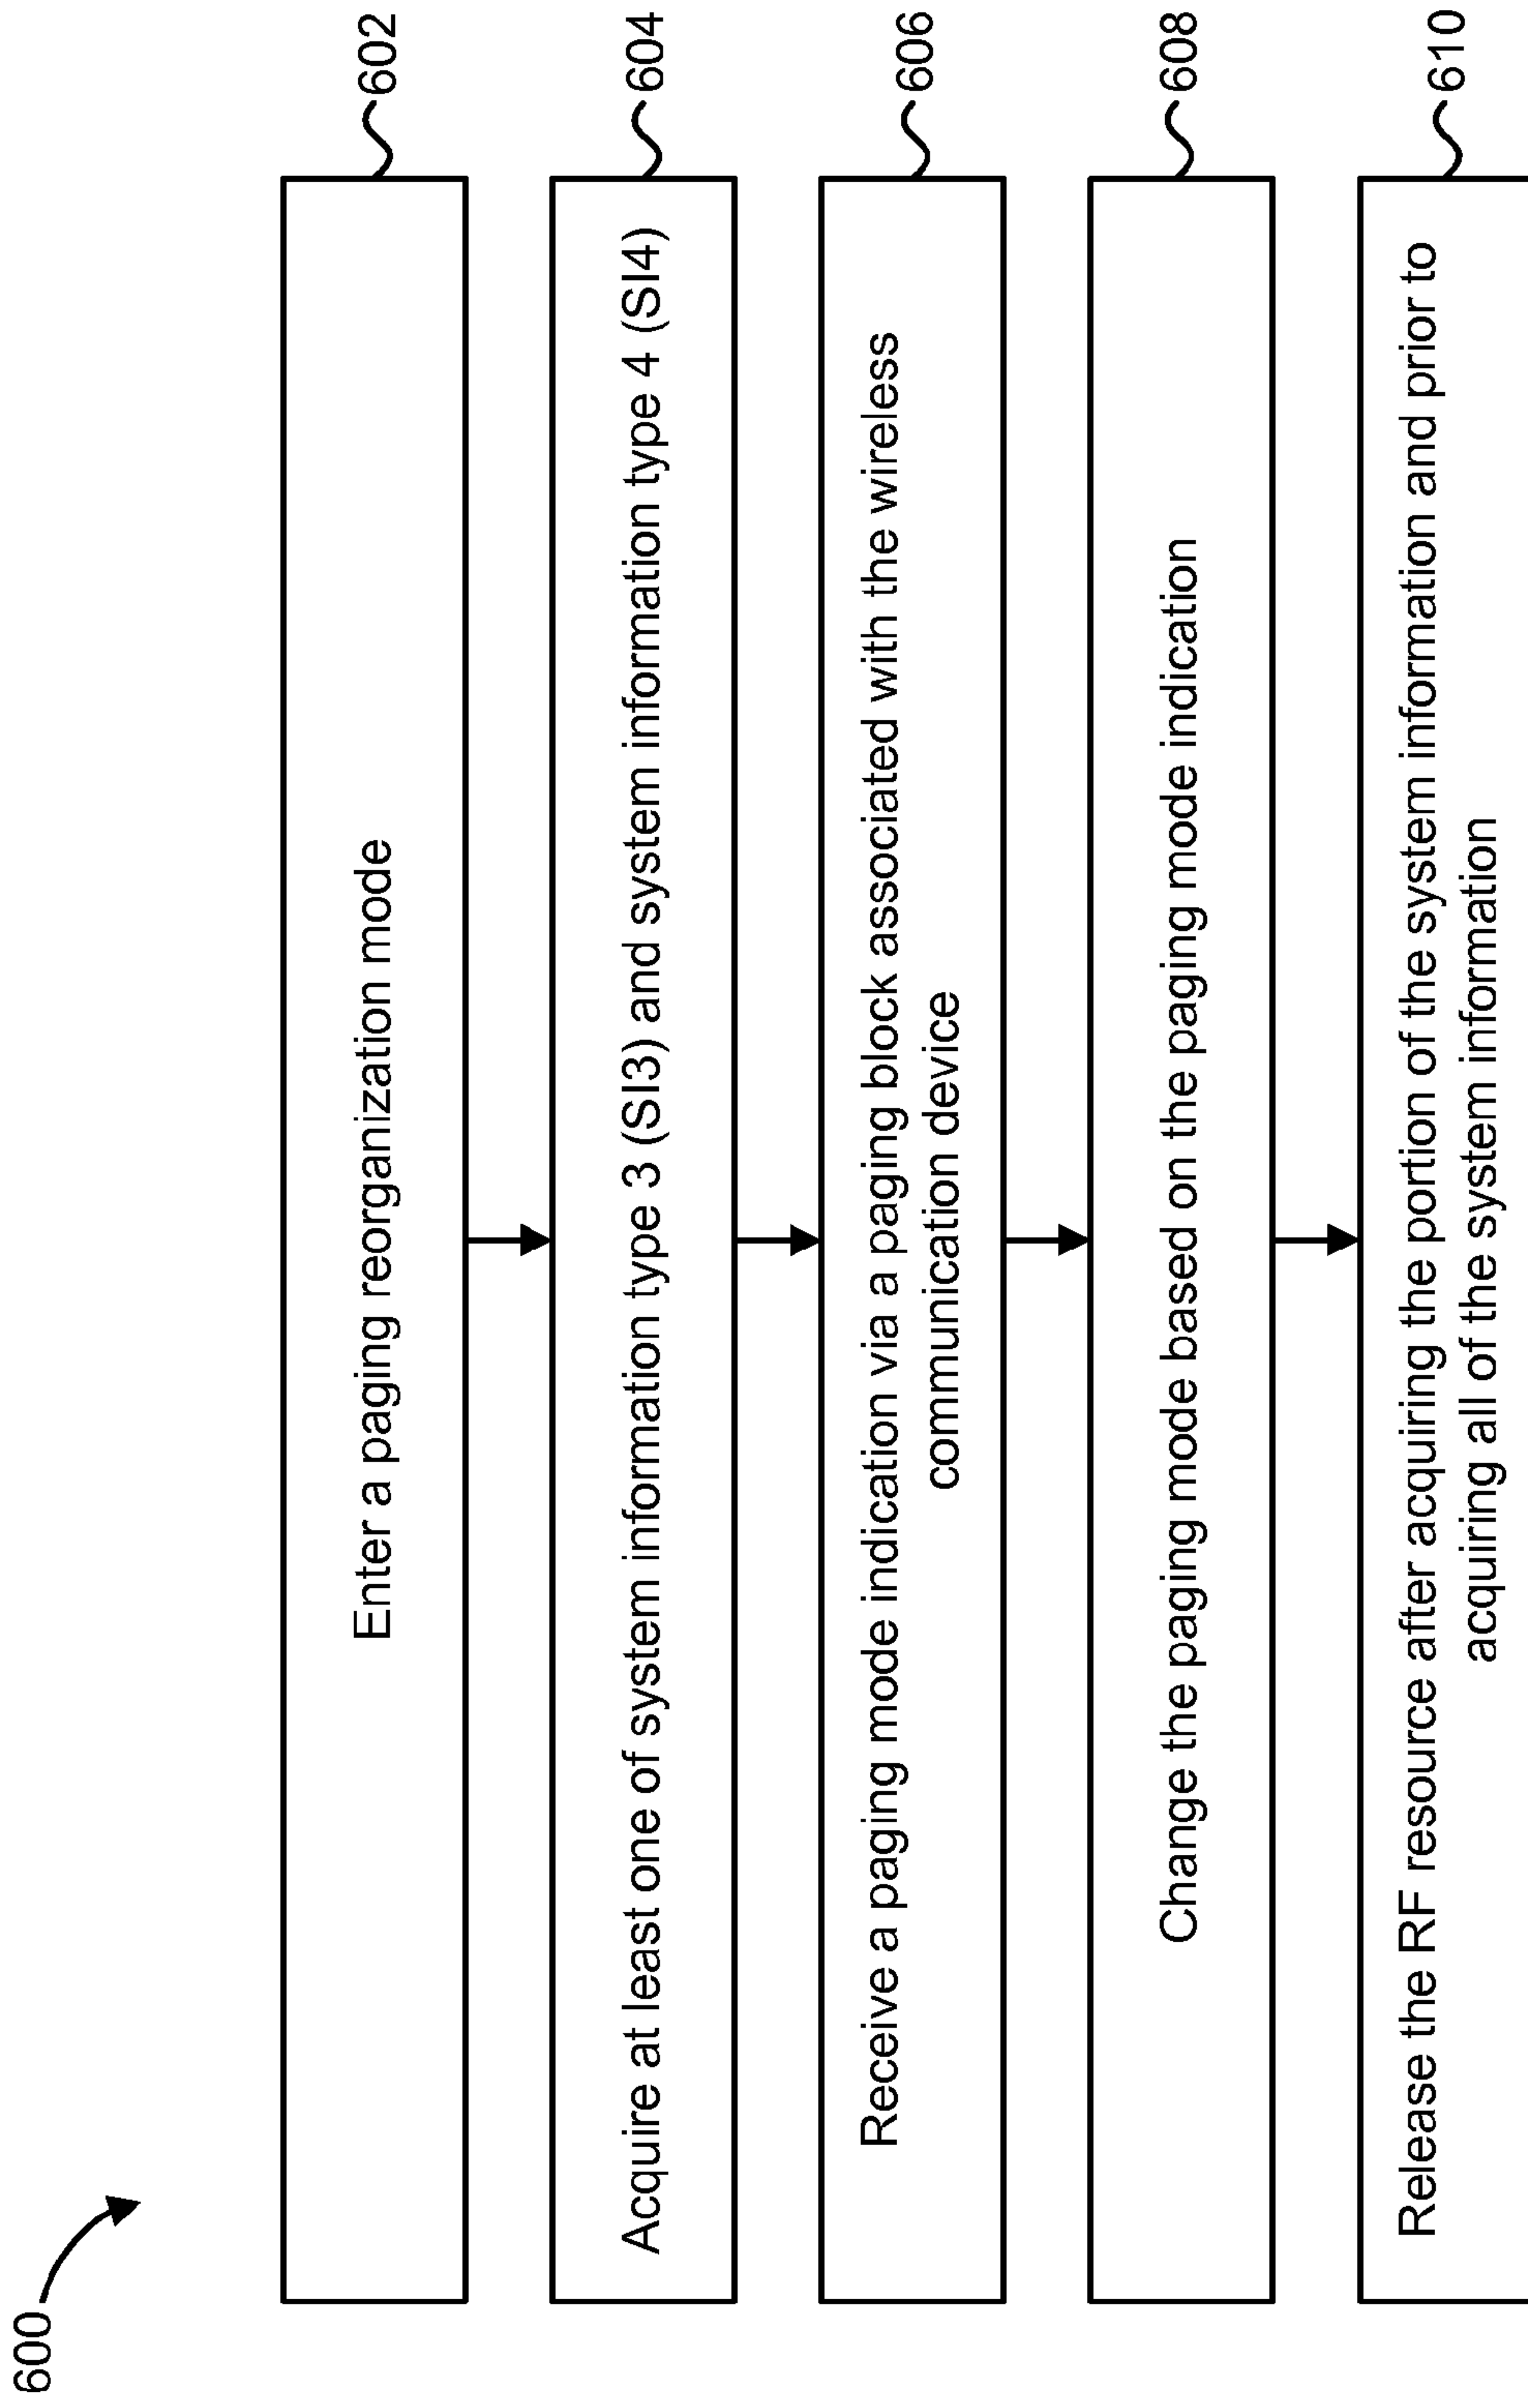 600
Enter a paging reorganization mode
602
Acquire at least one of system information type 3 (SI3) and system information type 4 (SI4)
604
Receive a paging mode indication via a paging block associated with the wireless
communication device
606
Change the paging mode based on the paging mode indication
608
Release the RF resource after acquiring the portion of the system information and prior to
acquiring all of the system information
610